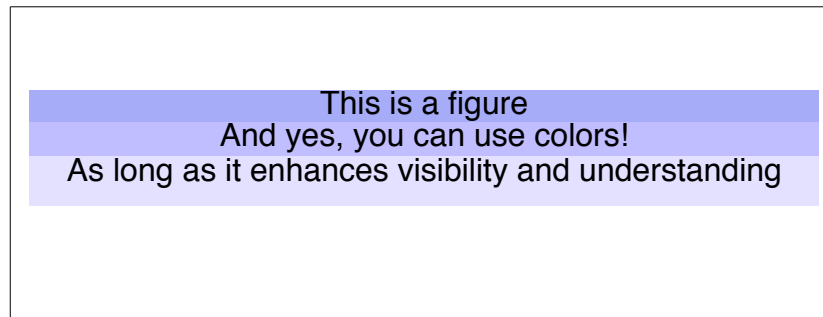 This is a figure
And yes, you can use colors!
As long as it enhances visibility and understanding